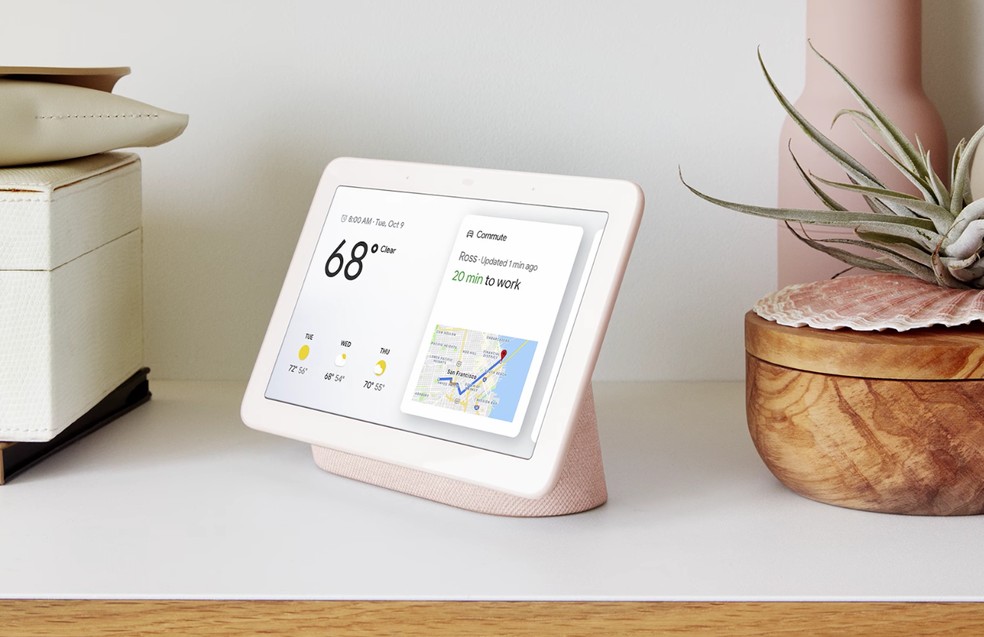 8:00 AM · Tue, Oct 9
68° Clear
TUE
72° 56°
WED
68° 54°
THU
70° 55°
Commute
Ross · Updated 1 min ago
20 min to work
San Francisco